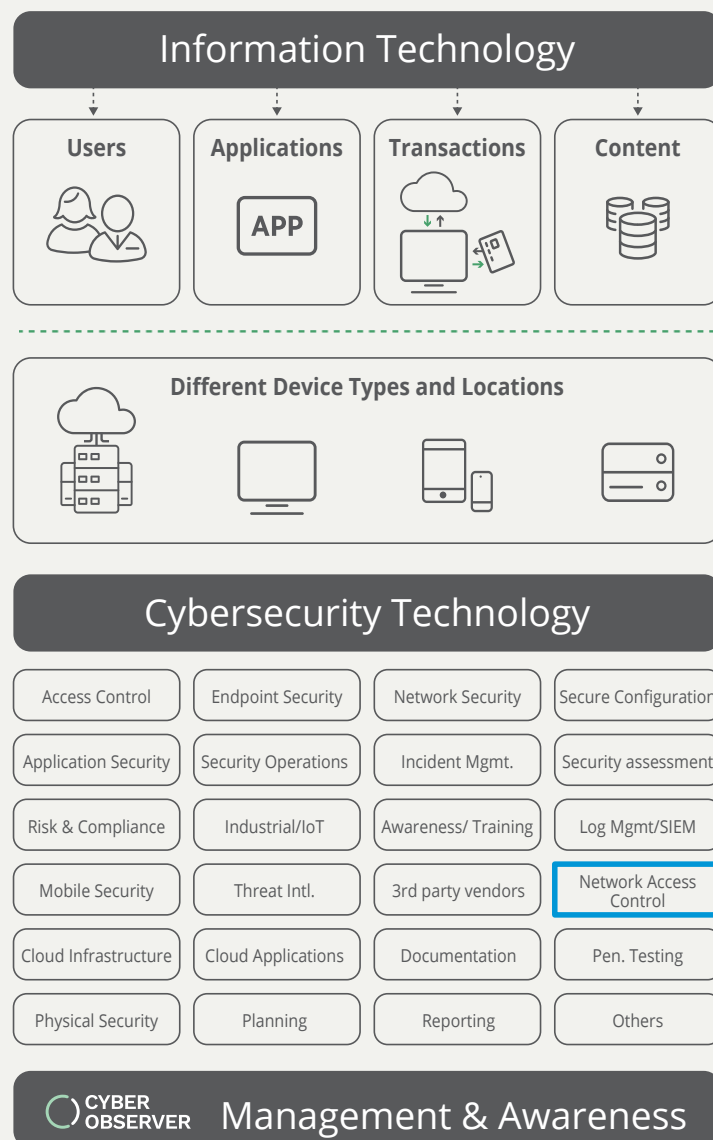 Information Technology
Users
Applications
Transactions
Content
APP
Different Device Types and Locations
Cybersecurity Technology
Access Control
Endpoint Security
Network Security
Secure Configuration
Application Security
Security Operations
Incident Mgmt.
Security assessment
Risk & Compliance
Industrial/IoT
Awareness/ Training
Log Mgmt/SIEM
Mobile Security
Threat Intl.
3rd party vendors
Network Access
Control
Cloud Infrastructure
Cloud Applications
Documentation
Pen. Testing
Physical Security
Planning
Reporting
Others
CYBER
OBSERVER
Management & Awareness